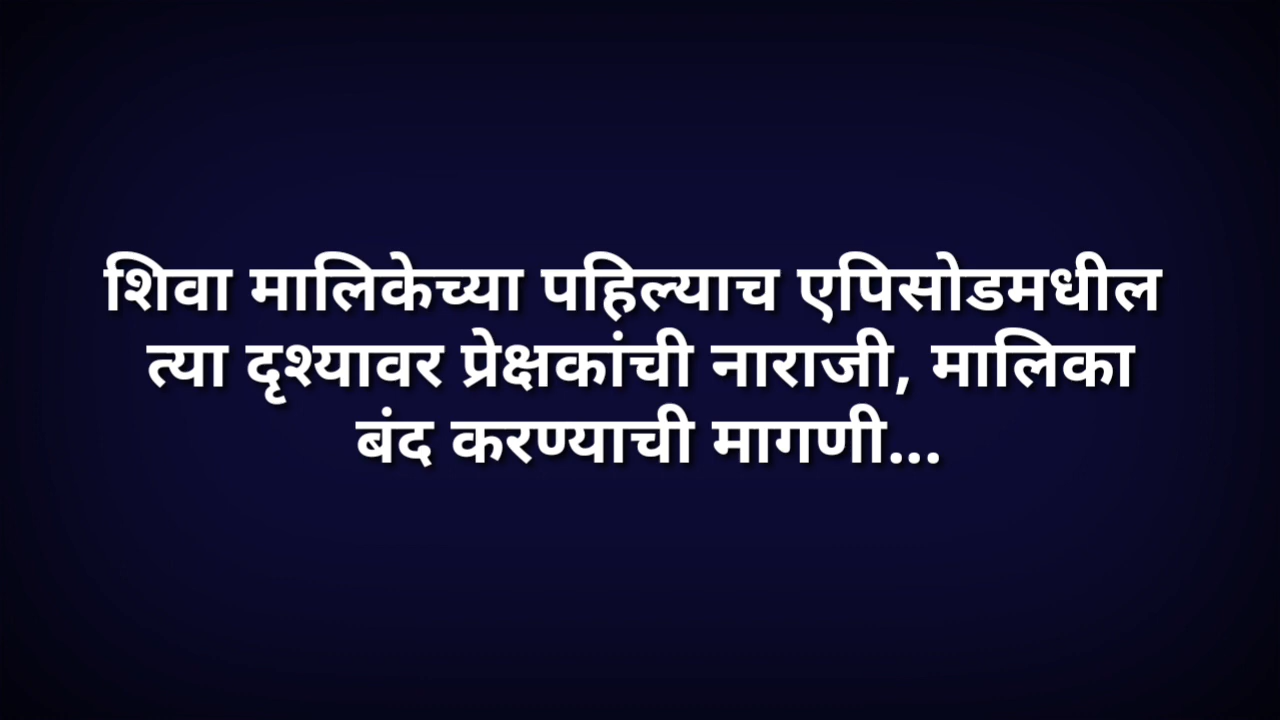 शिवा मालिकेच्या पहिल्याच एपिसोडमधील
त्या दृश्यावर प्रेक्षकांची नाराजी, मालिका
बंद करण्याची मागणी...